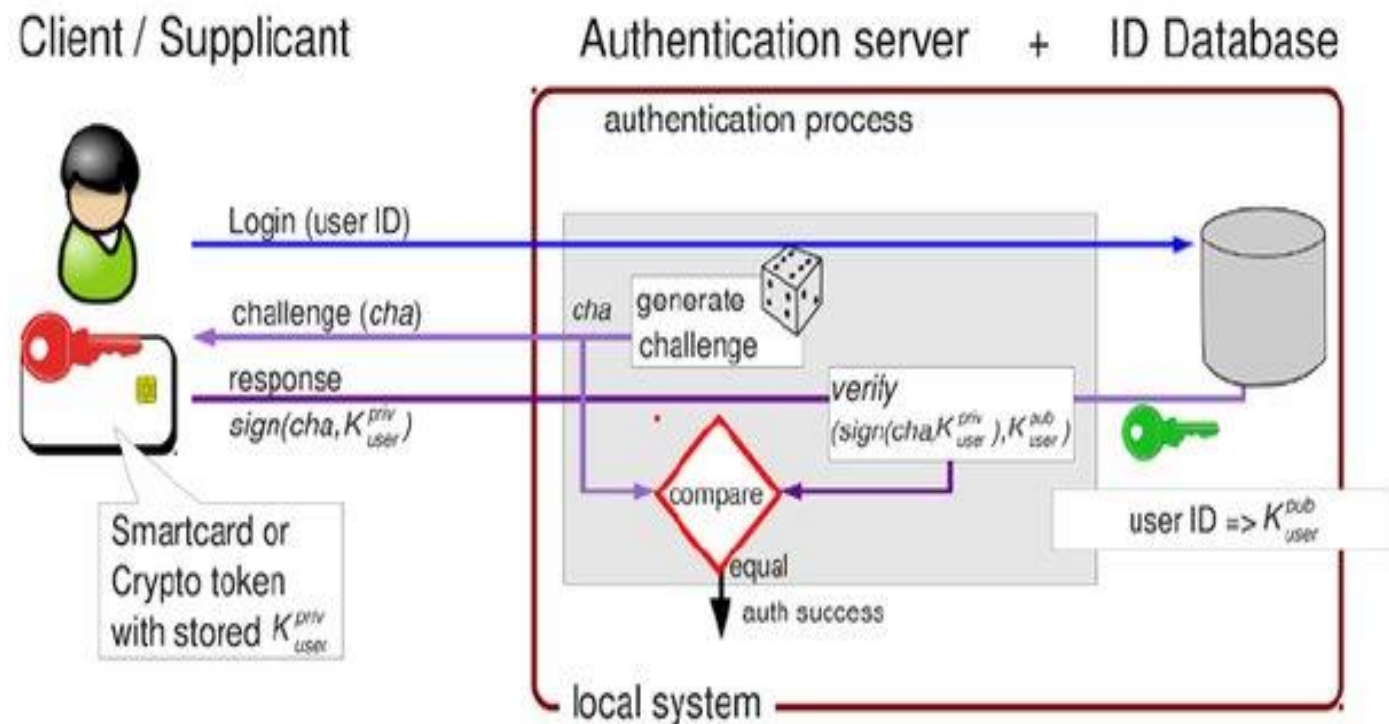 Client / Supplicant
Authentication server + ID Database
authentication process
Login (user ID)
challenge (cha)
cha
generate
challenge
response
sign(cha, K^priv_user)
verify
(sign(cha K^priv_user), K^pub_user)
compare
equal
auth success
user ID => K^pub_user
Smartcard or
Crypto token
with stored K^priv_user
local system